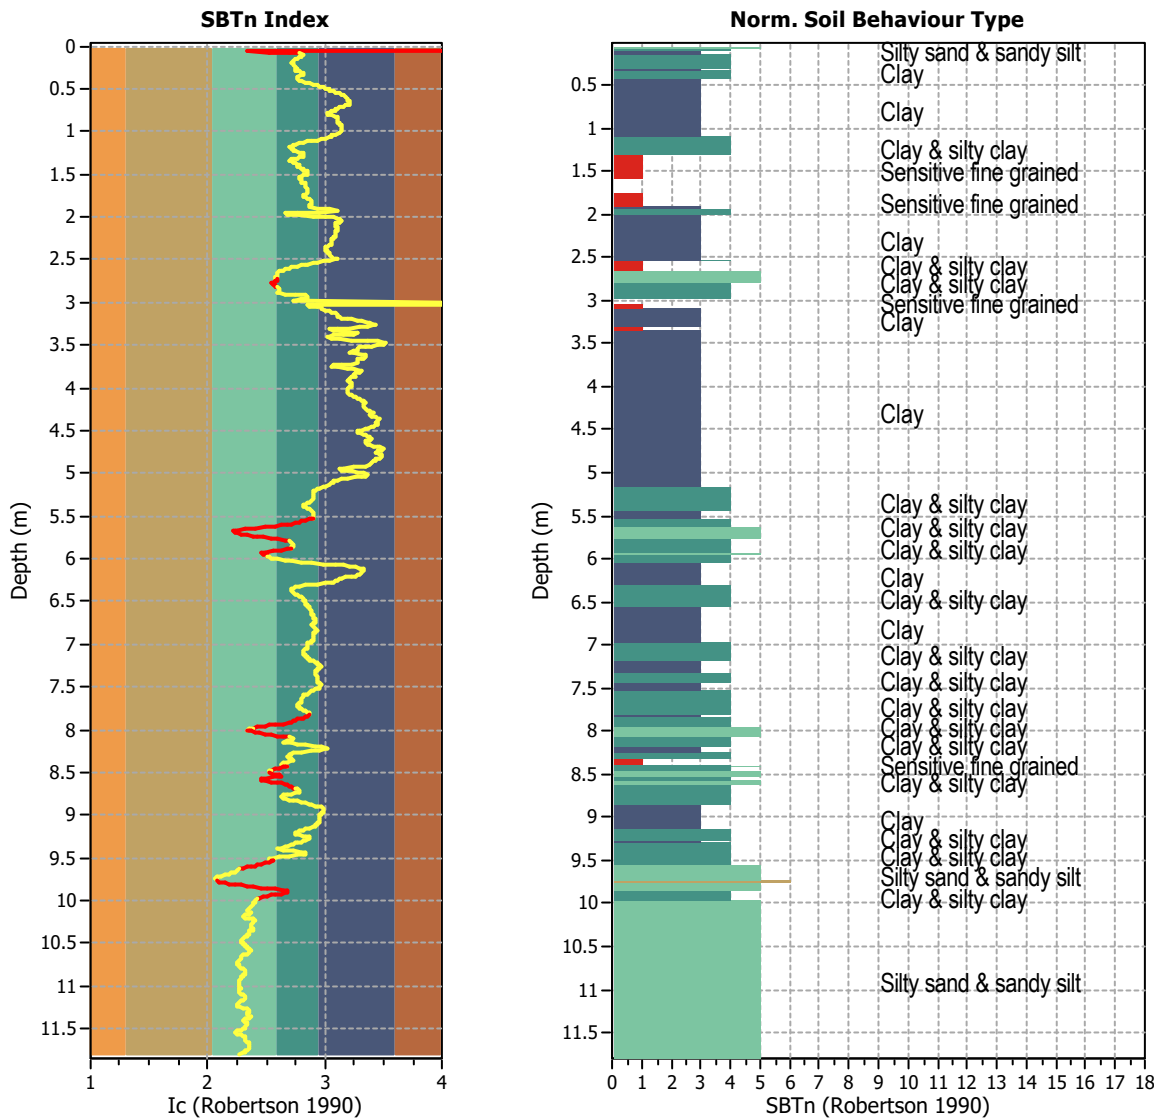 SBTn Index
0
0.5
1
1.5
2
2.5
3
3.5
4
4.5
5
5.5
6
6.5
7
7.5
8
8.5
9
9.5
10
10.5
11
11.5
Depth (m)
1 2 3 4
Ic (Robertson 1990)
Norm. Soil Behaviour Type
0.5
1
1.5
2
2.5
3
3.5
4
4.5
5
5.5
6
6.5
7
7.5
8
8.5
9
9.5
10
10.5
11
11.5
Depth (m)
Silty sand & sandy silt
Clay
Clay
Clay & silty clay
Sensitive fine grained
Sensitive fine grained
Clay
Clay & silty clay
Clay & silty clay
Sensitive fine grained
Clay
Clay
Clay & silty clay
Clay & silty clay
Clay & silty clay
Clay
Clay & silty clay
Clay
Clay & silty clay
Clay & silty clay
Clay & silty clay
Clay & silty clay
Clay & silty clay
Sensitive fine grained
Clay & silty clay
Clay
Clay & silty clay
Clay & silty clay
Silty sand & sandy silt
Clay & silty clay
Silty sand & sandy silt
0 1 2 3 4 5 6 7 8 9 10 11 12 13 14 15 16 17 18
SBTn (Robertson 1990)